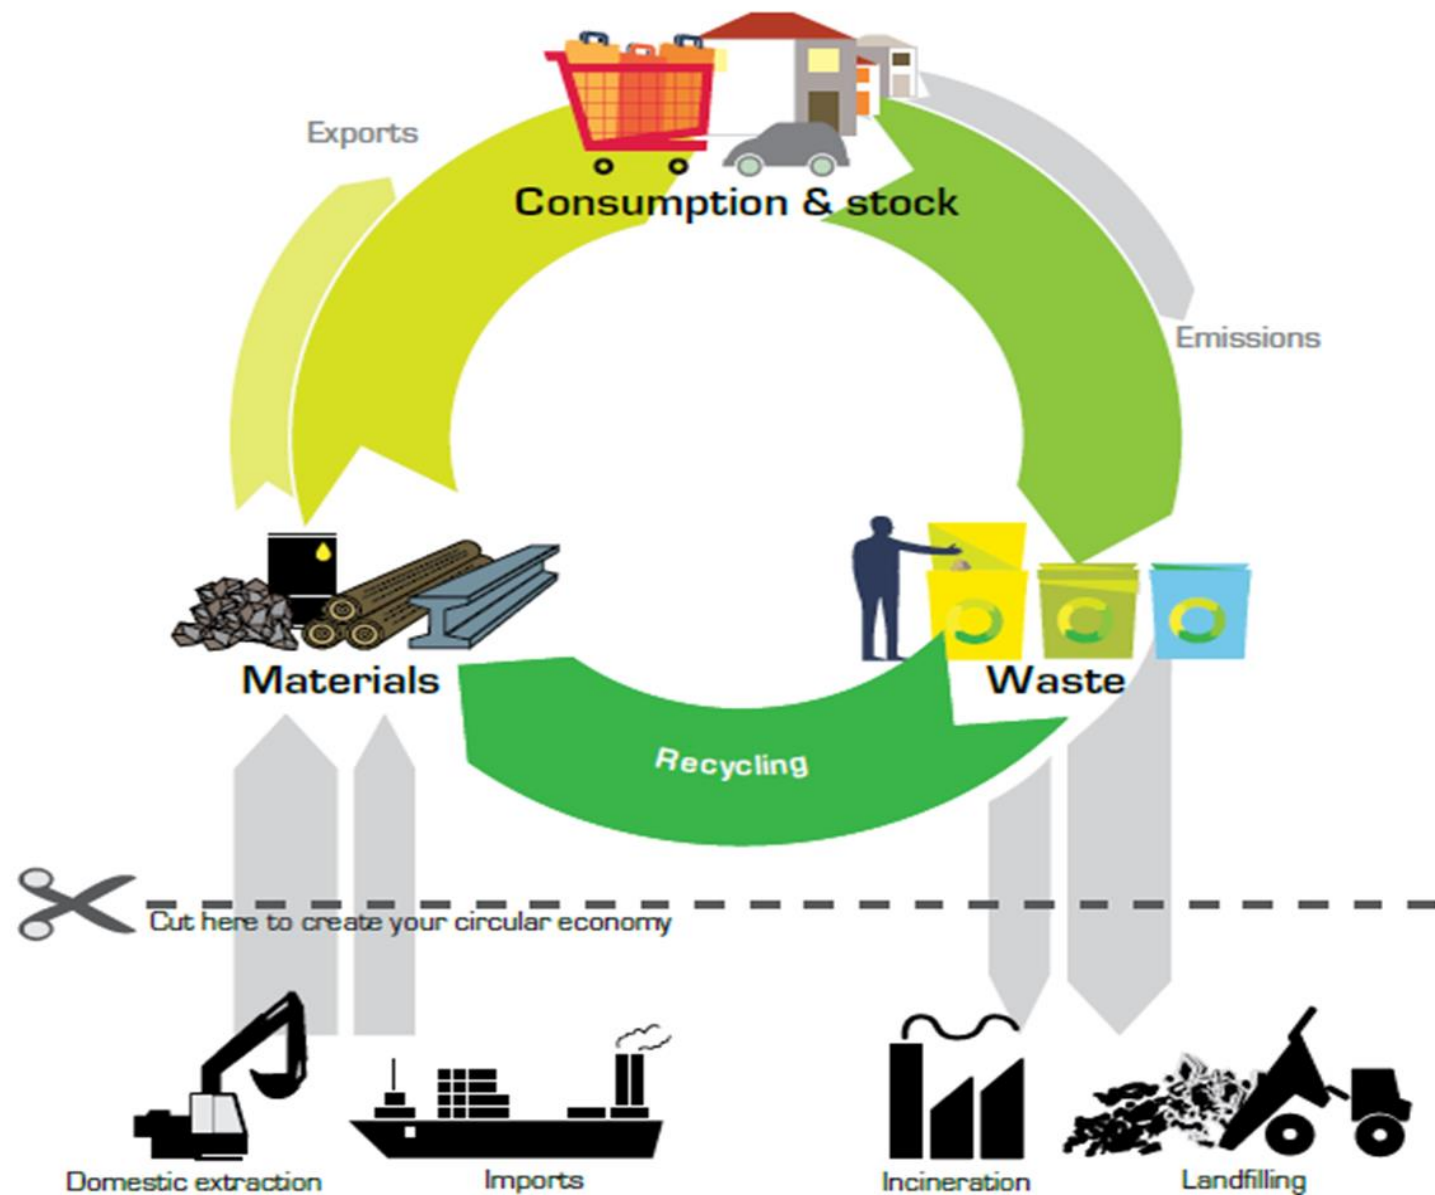 Exports
Consumption & stock
Emissions
Materials
Waste
Recycling
Cut here to create your circular economy
Domestic extraction
Imports
Incineration
Landfilling